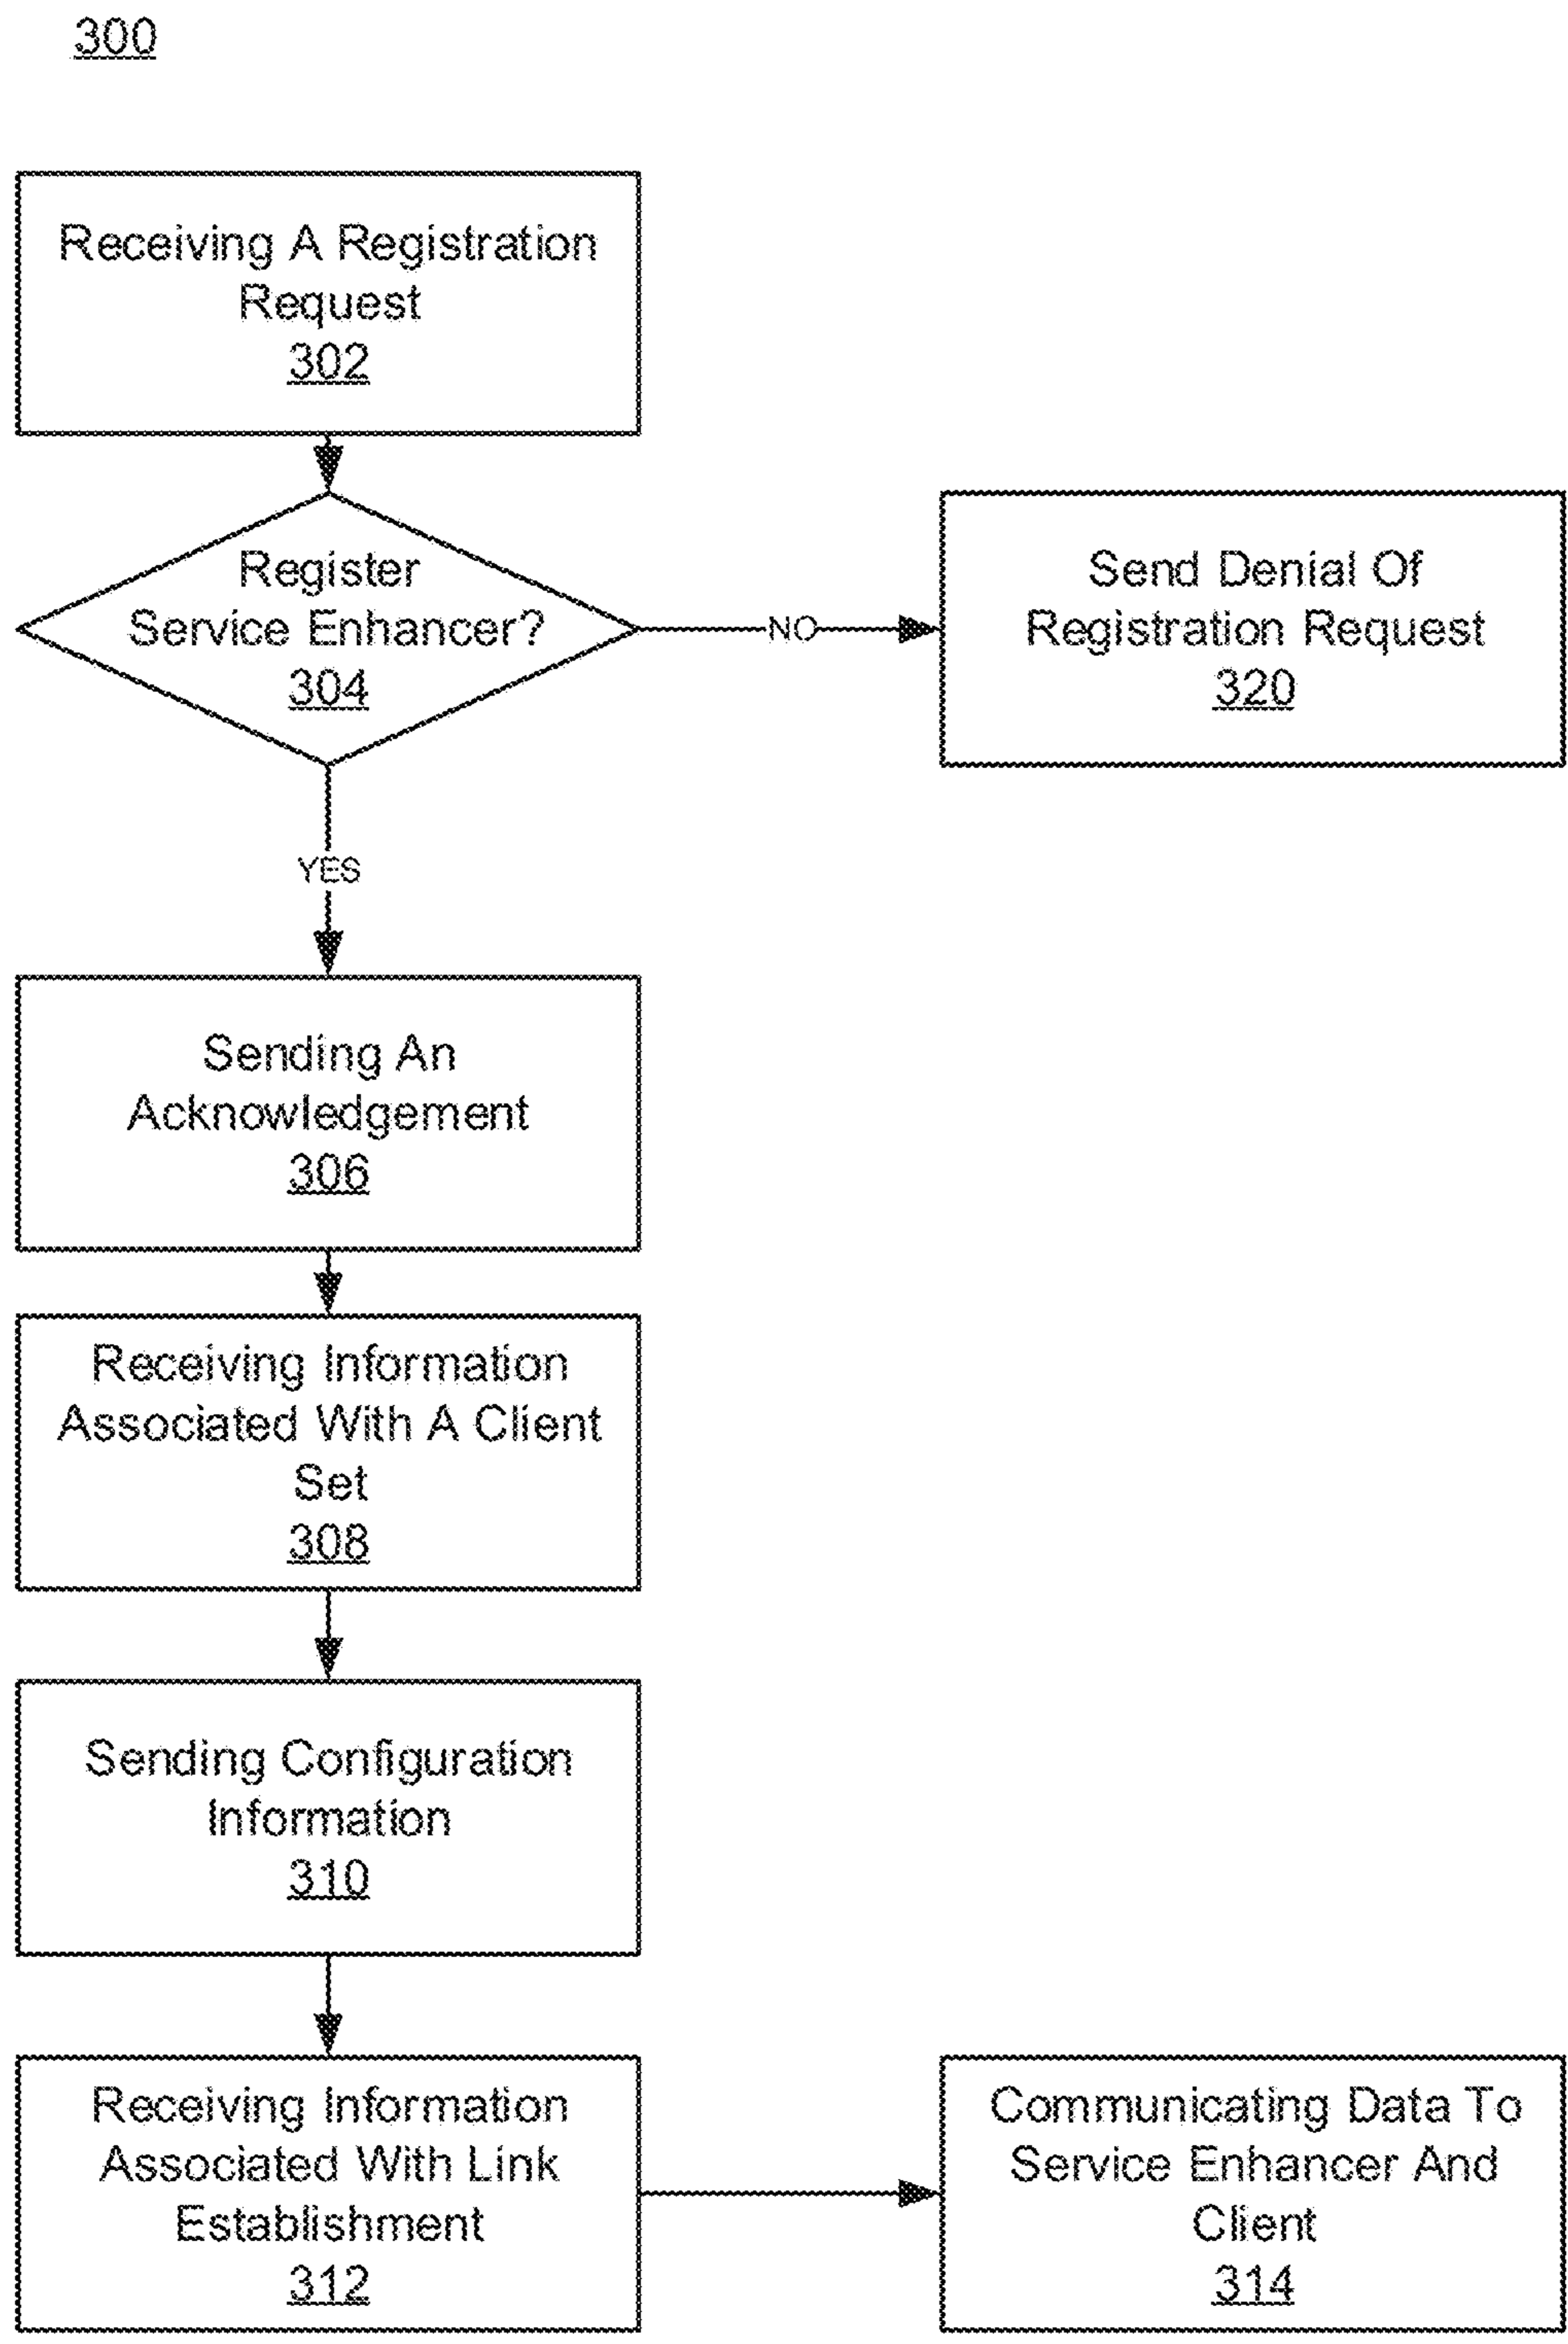 300
Receiving A Registration
Request
302
Register
Service Enhancer?
304
NO
Send Denial Of
Registration Request
320
YES
Sending An
Acknowledgement
306
Receiving Information
Associated With A Client
Set
308
Sending Configuration
Information
310
Receiving Information
Associated With Link
Establishment
312
Communicating Data To
Service Enhancer And
Client
314